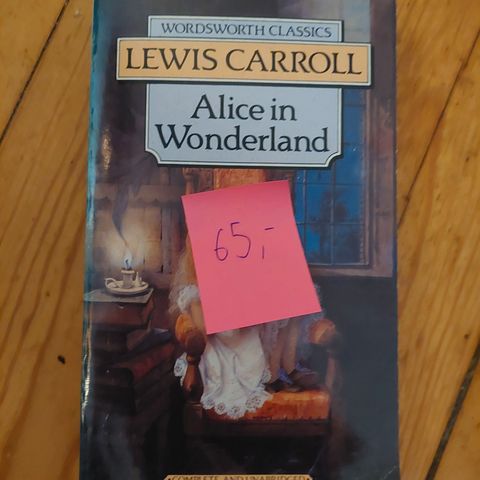 WORDSWORTH CLASSICS
LEWIS CARROLL
Alice in
Wonderland
65,-
COMPLETE AND UNABRIDGED